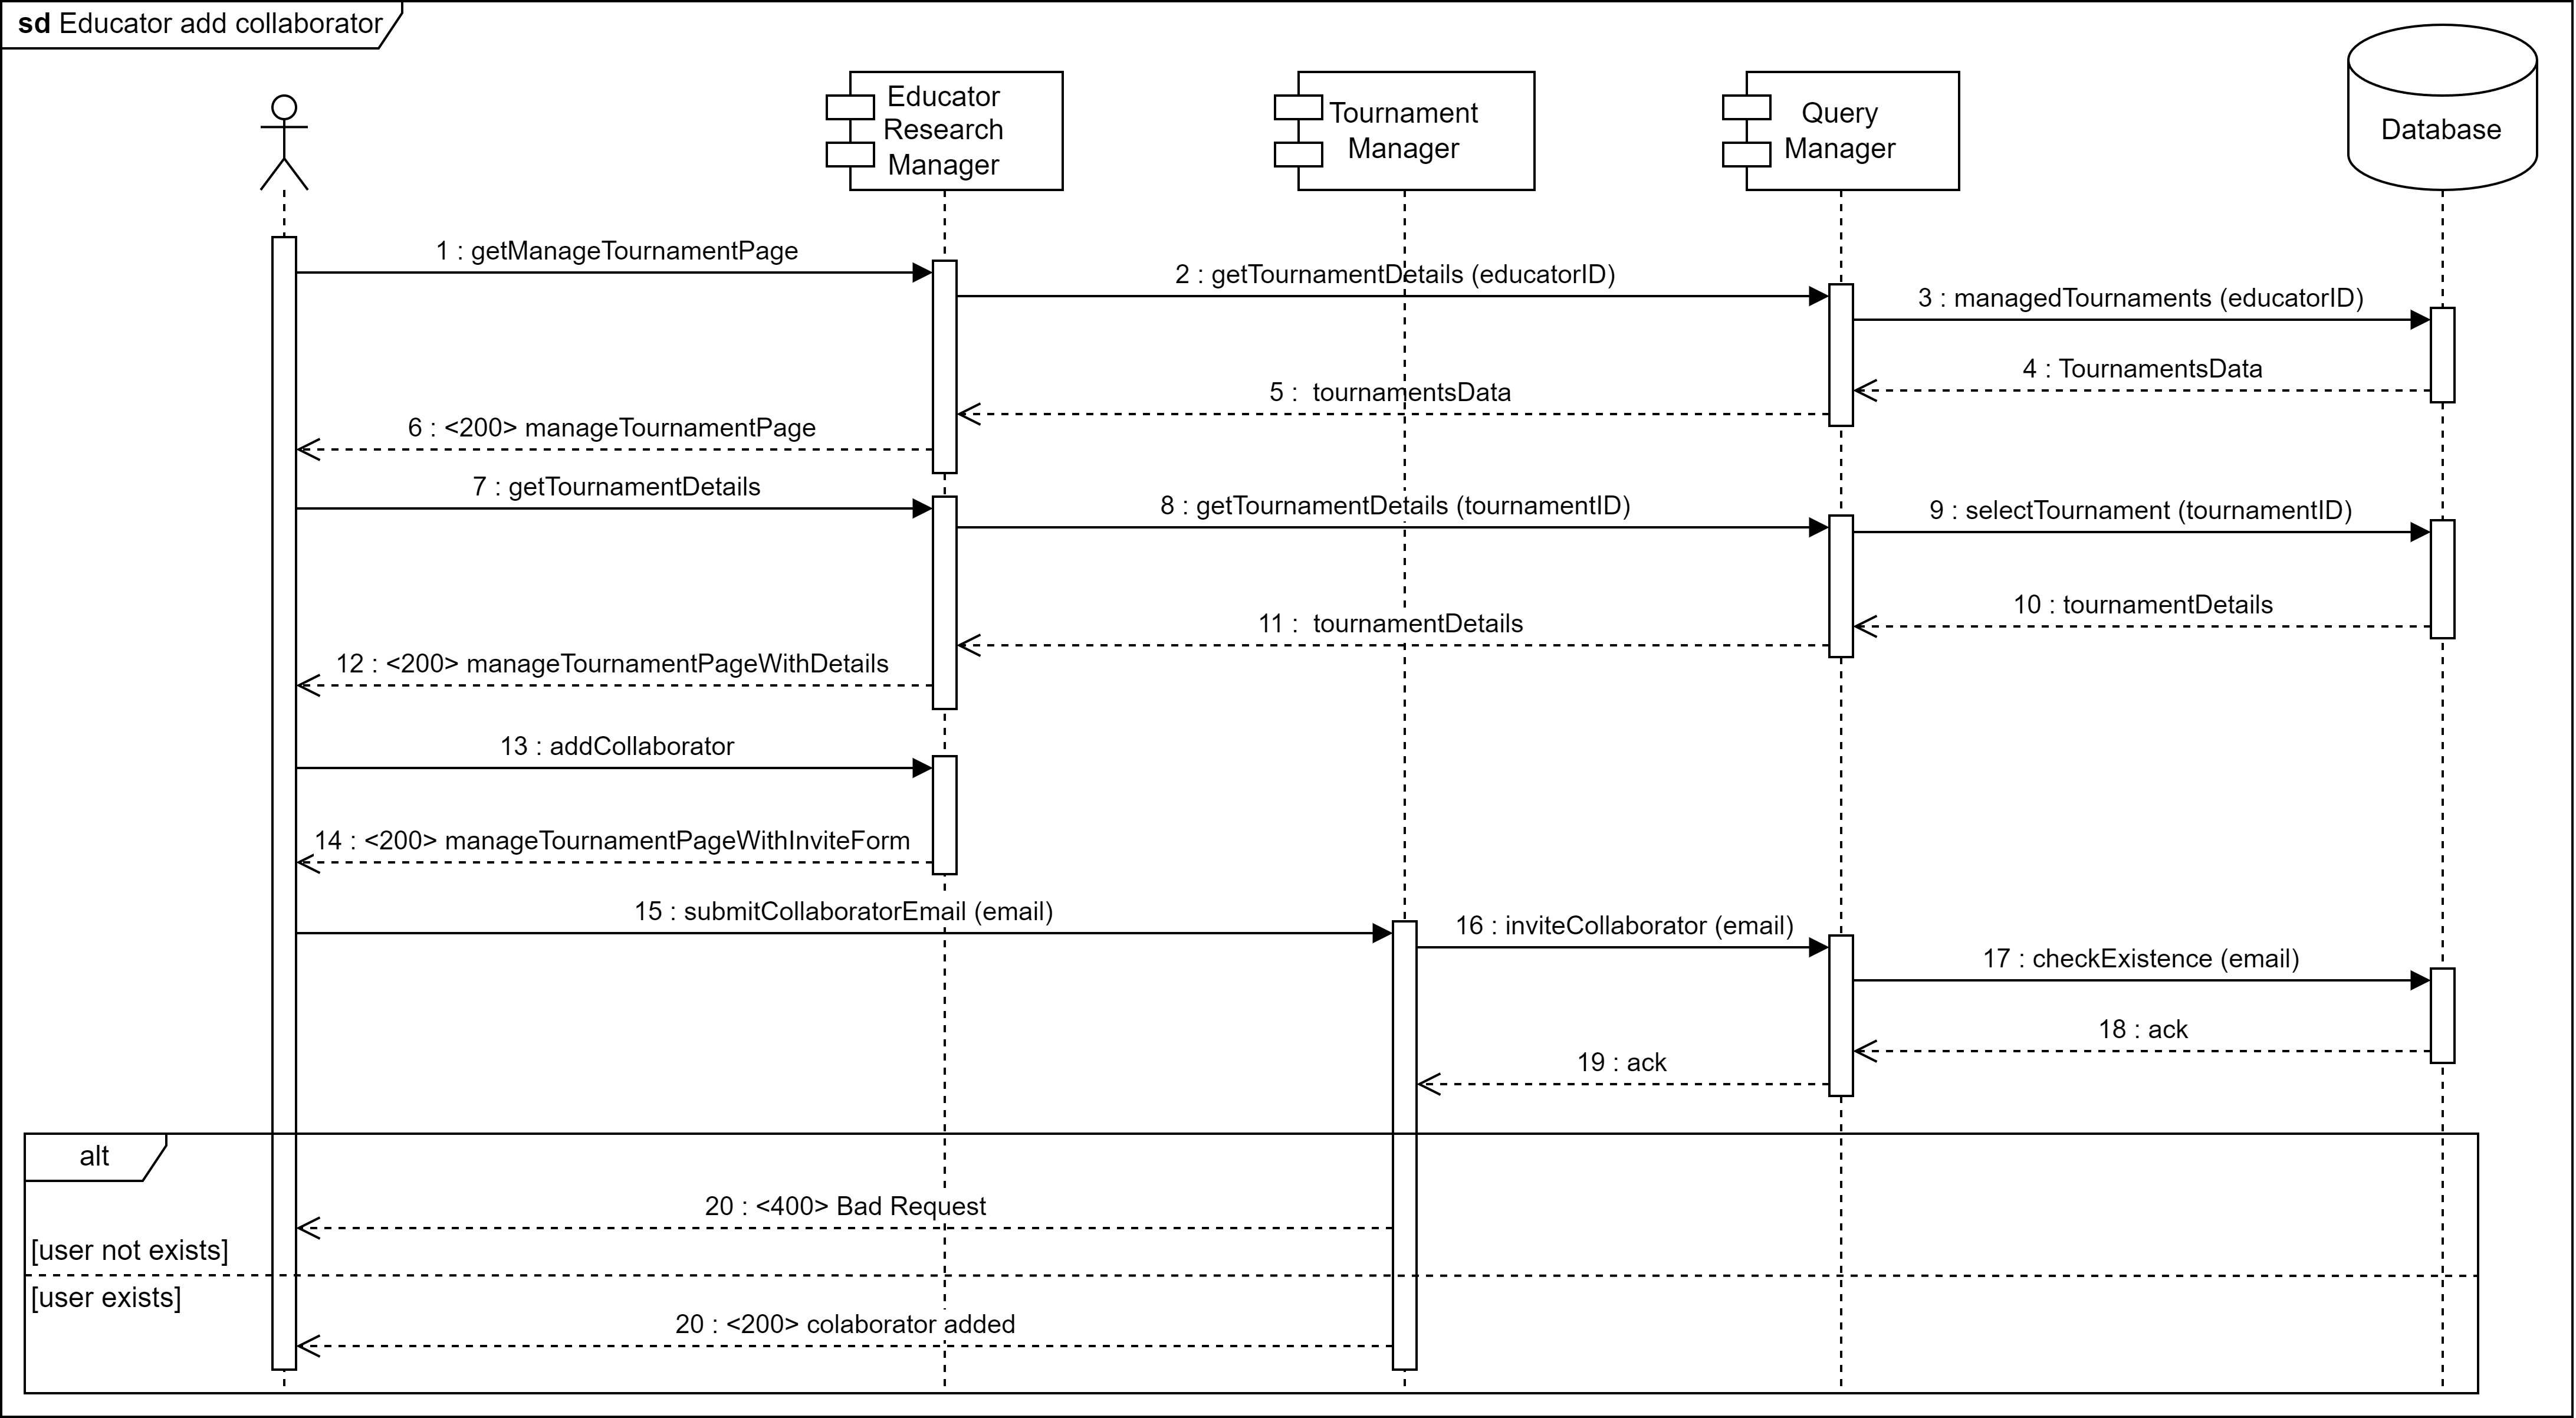 sd Educator add collaborator
Educator
Research
Manager
Tournament
Manager
Query
Manager
Database
1 : getManageTournamentPage
2 : getTournamentDetails (educatorID)
3 : managedTournaments (educatorID)
4 : TournamentsData
5 :  tournamentsData
6 : <200> manageTournamentPage
7 : getTournamentDetails
8 : getTournamentDetails (tournamentID)
9 : selectTournament (tournamentID)
10 : tournamentDetails
11 :  tournamentDetails
12 : <200> manageTournamentPageWithDetails
13 : addCollaborator
14 : <200> manageTournamentPageWithInviteForm
15 : submitCollaboratorEmail (email)
16 : inviteCollaborator (email)
17 : checkExistence (email)
18 : ack
19 : ack
alt
20 : <400> Bad Request
[user not exists]
[user exists]
20 : <200> colaborator added